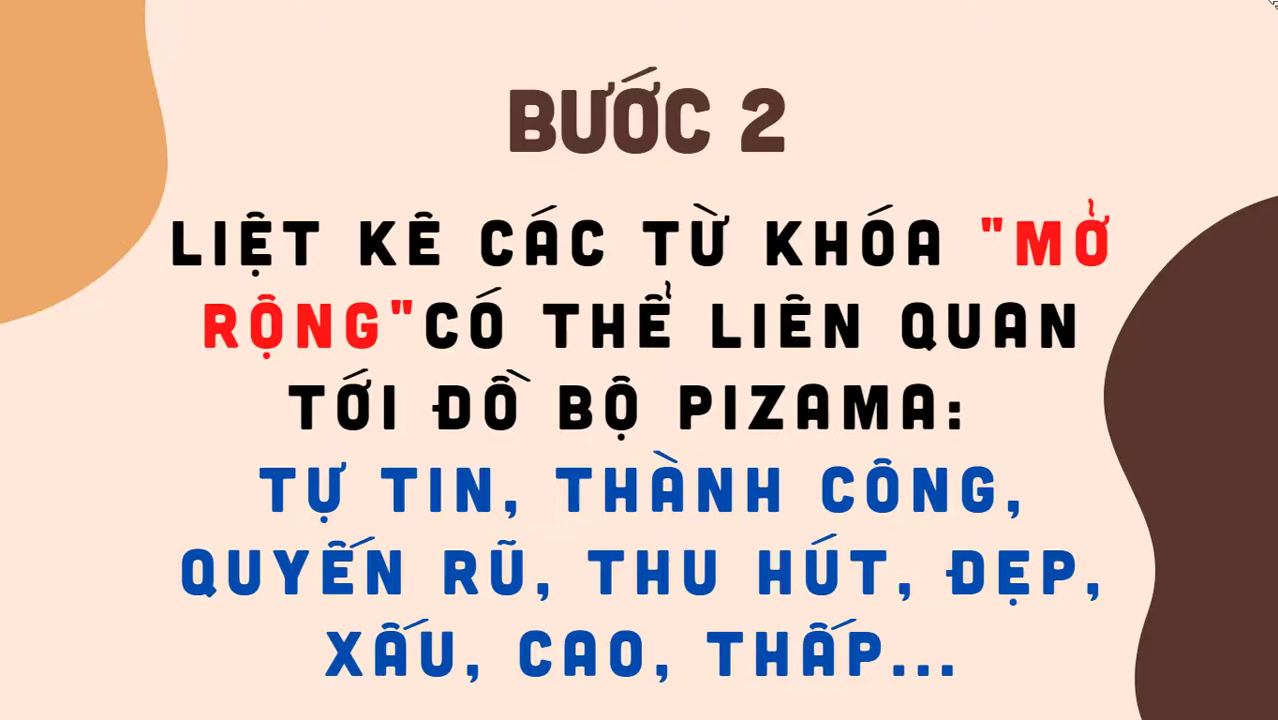 BƯỚC 2
LIỆT KÊ CÁC TỪ KHÓA "MỞ
RỘNG"CÓ THỂ LIÊN QUAN
TỚI ĐỒ BỘ PIZAMA:
TỰ TIN, THÀNH CÔNG,
QUYẾN RŨ, THU HÚT, ĐẸP,
XẤU, CAO, THẤP...